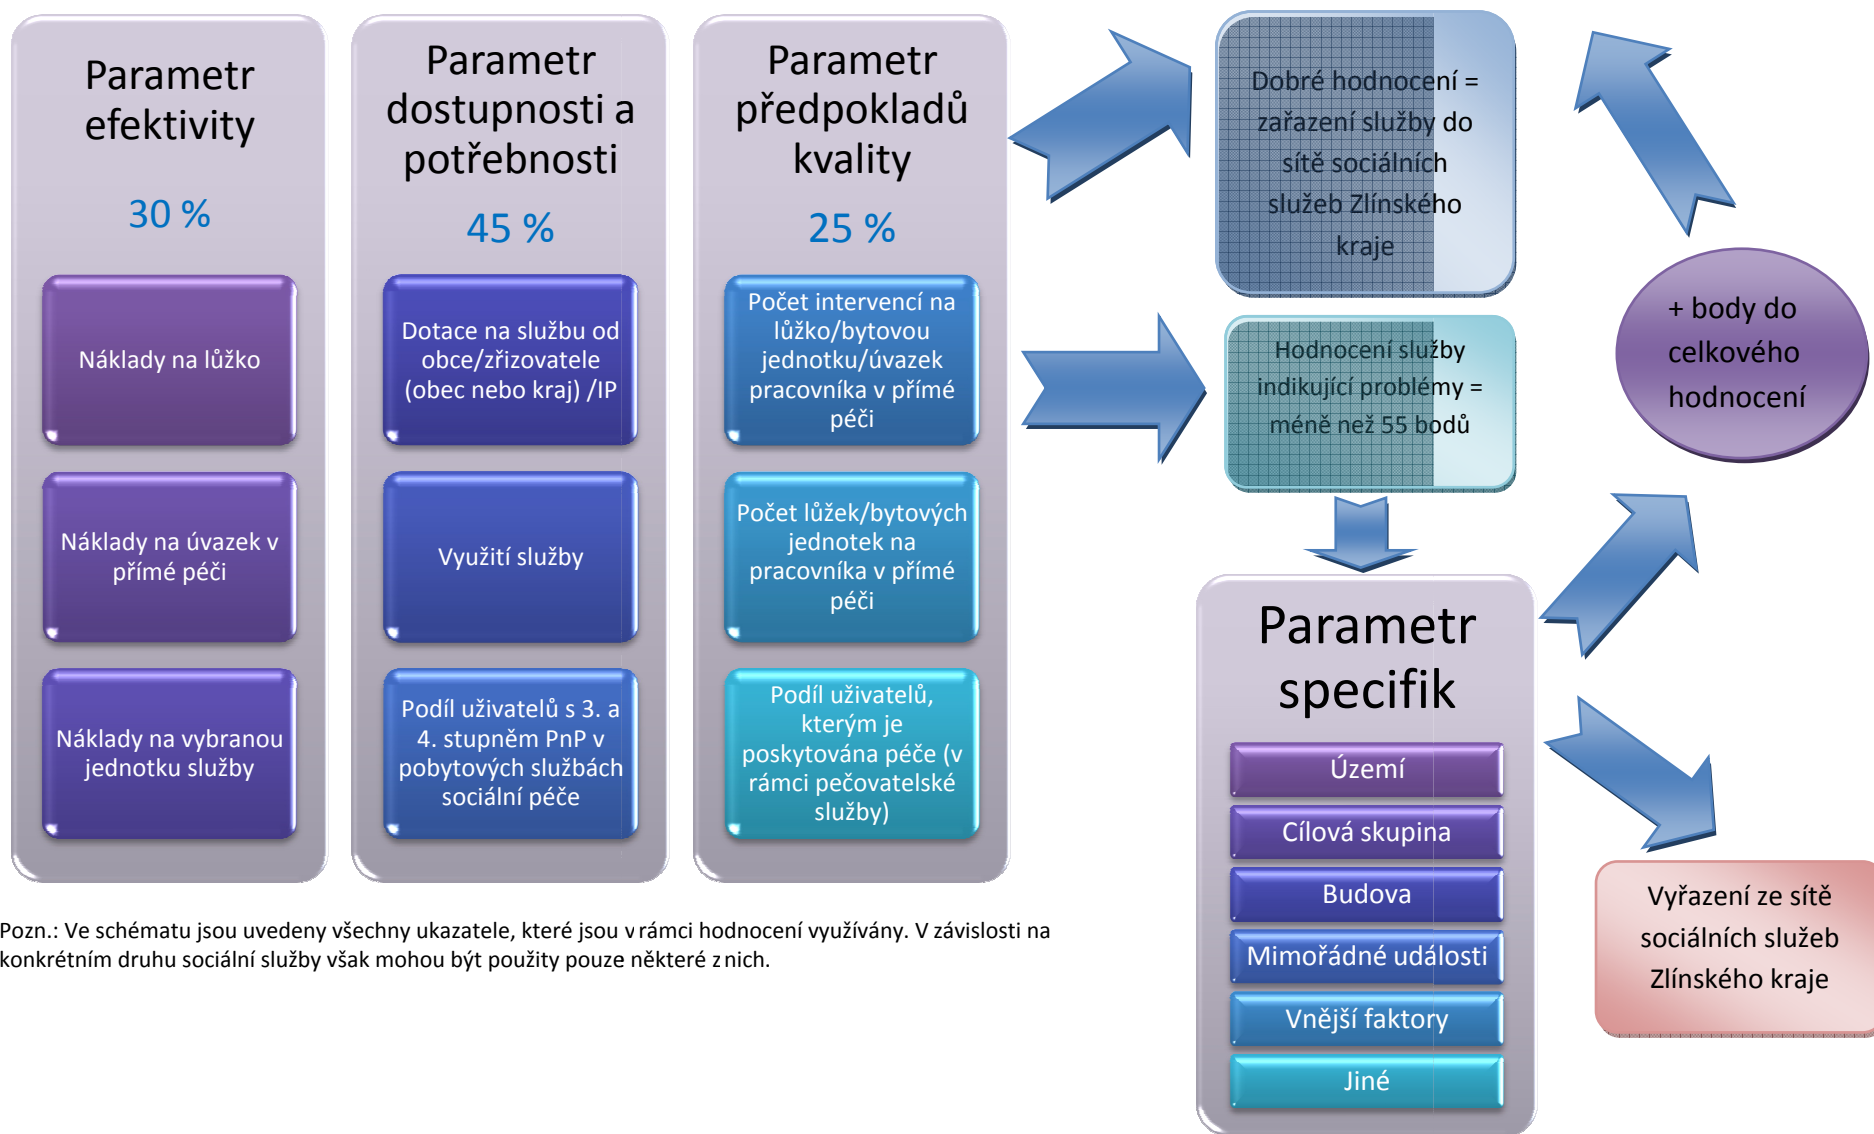 Parametr
efektivity
30 %
Náklady na lůžko
Náklady na úvazek v
přímé péči
Náklady na vybranou
jednotku služby
Parametr
dostupnosti a
potřebnosti
45 %
Dotace na službu od
obce/zřizovatele
(obec nebo kraj) /IP
Využití služby
Podíl uživatelů s 3. a
4. stupněm PnP v
pobytových službách
sociální péče
Parametr
předpokladů
kvality
25 %
Počet intervencí na
lůžko/bytovou
jednotku/úvazek
pracovníka v přímé
péči
Počet lůžek/bytových
jednotek na
pracovníka v přímé
péči
Podíl uživatelů,
kterým je
poskytována péče (v
rámci pečovatelské
služby)
Dobré hodnocení =
zařazení služby do
sítě sociálních
služeb Zlínského
kraje
Hodnocení služby
indikující problémy =
méně než 55 bodů
Parametr
specifik
Území
Cílová skupina
Budova
Mimořádné události
Vnější faktory
Jiné
+ body do
celkového
hodnocení
Vyřazení ze sítě
sociálních služeb
Zlínského kraje
Pozn.: Ve schématu jsou uvedeny všechny ukazatele, které jsou v rámci hodnocení využívány. V závislosti na
konkrétním druhu sociální služby však mohou být použity pouze některé z nich.